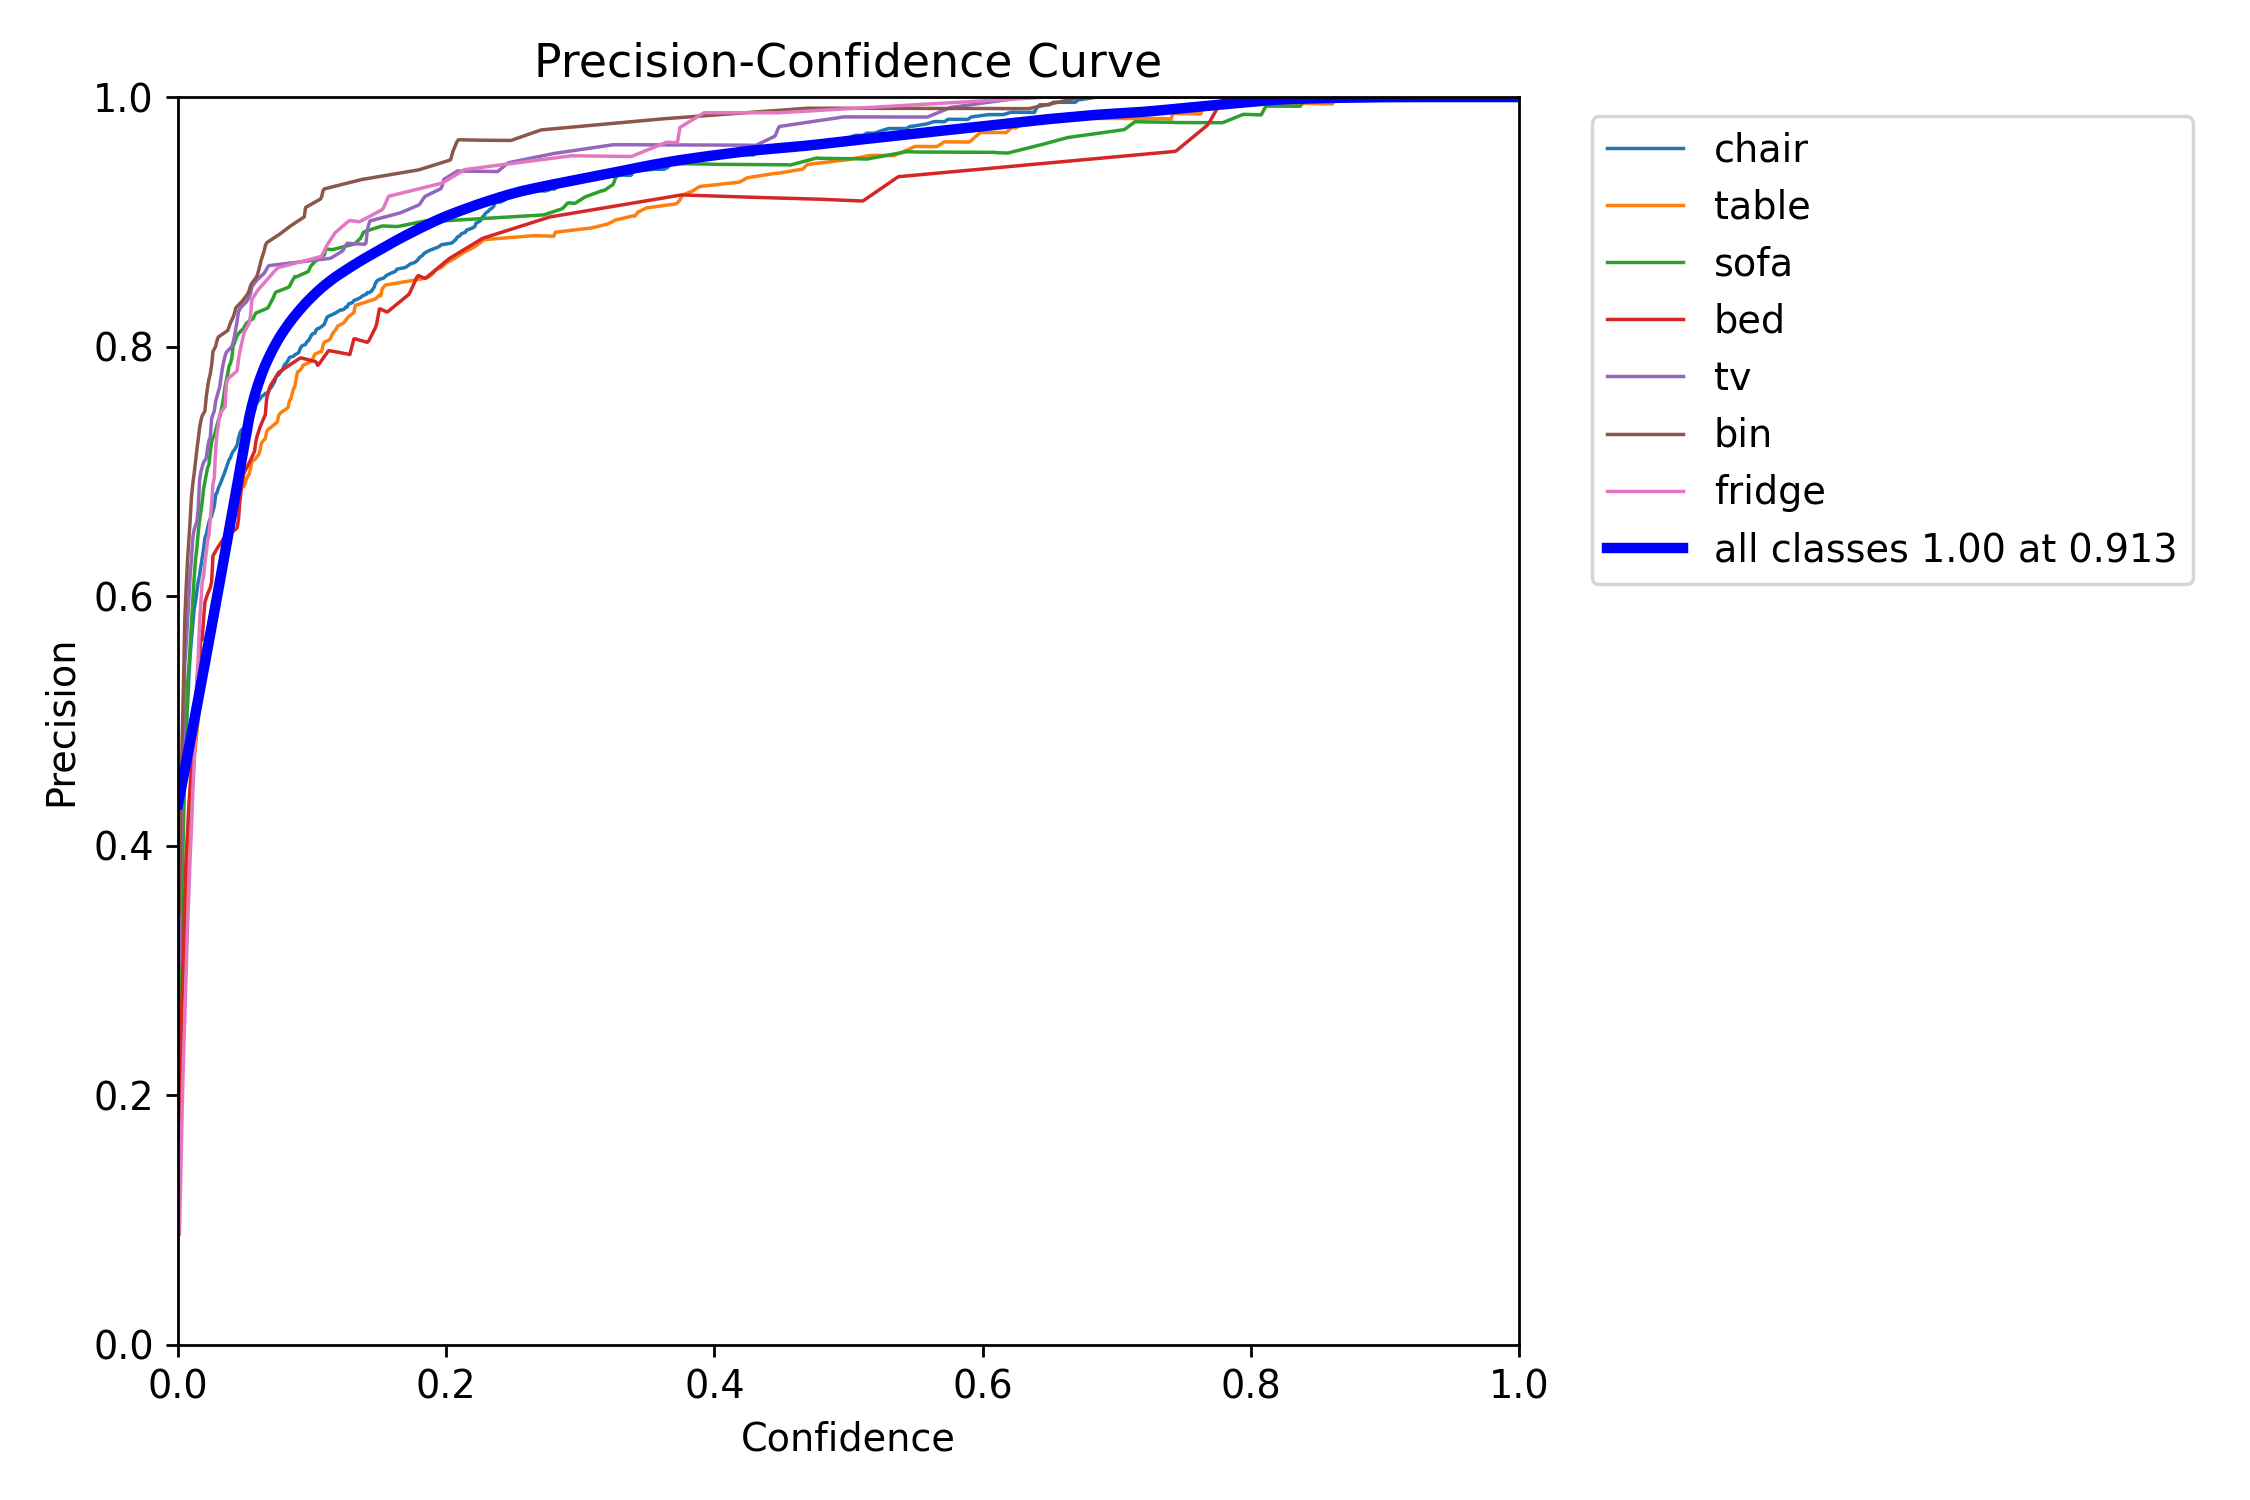 Precision-Confidence Curve
1.0
0.8
0.6
0.4
0.2
0.0
Precision
0.0 0.2 0.4 0.6 0.8 1.0
Confidence
chair
table
sofa
bed
tv
bin
fridge
all classes 1.00 at 0.913